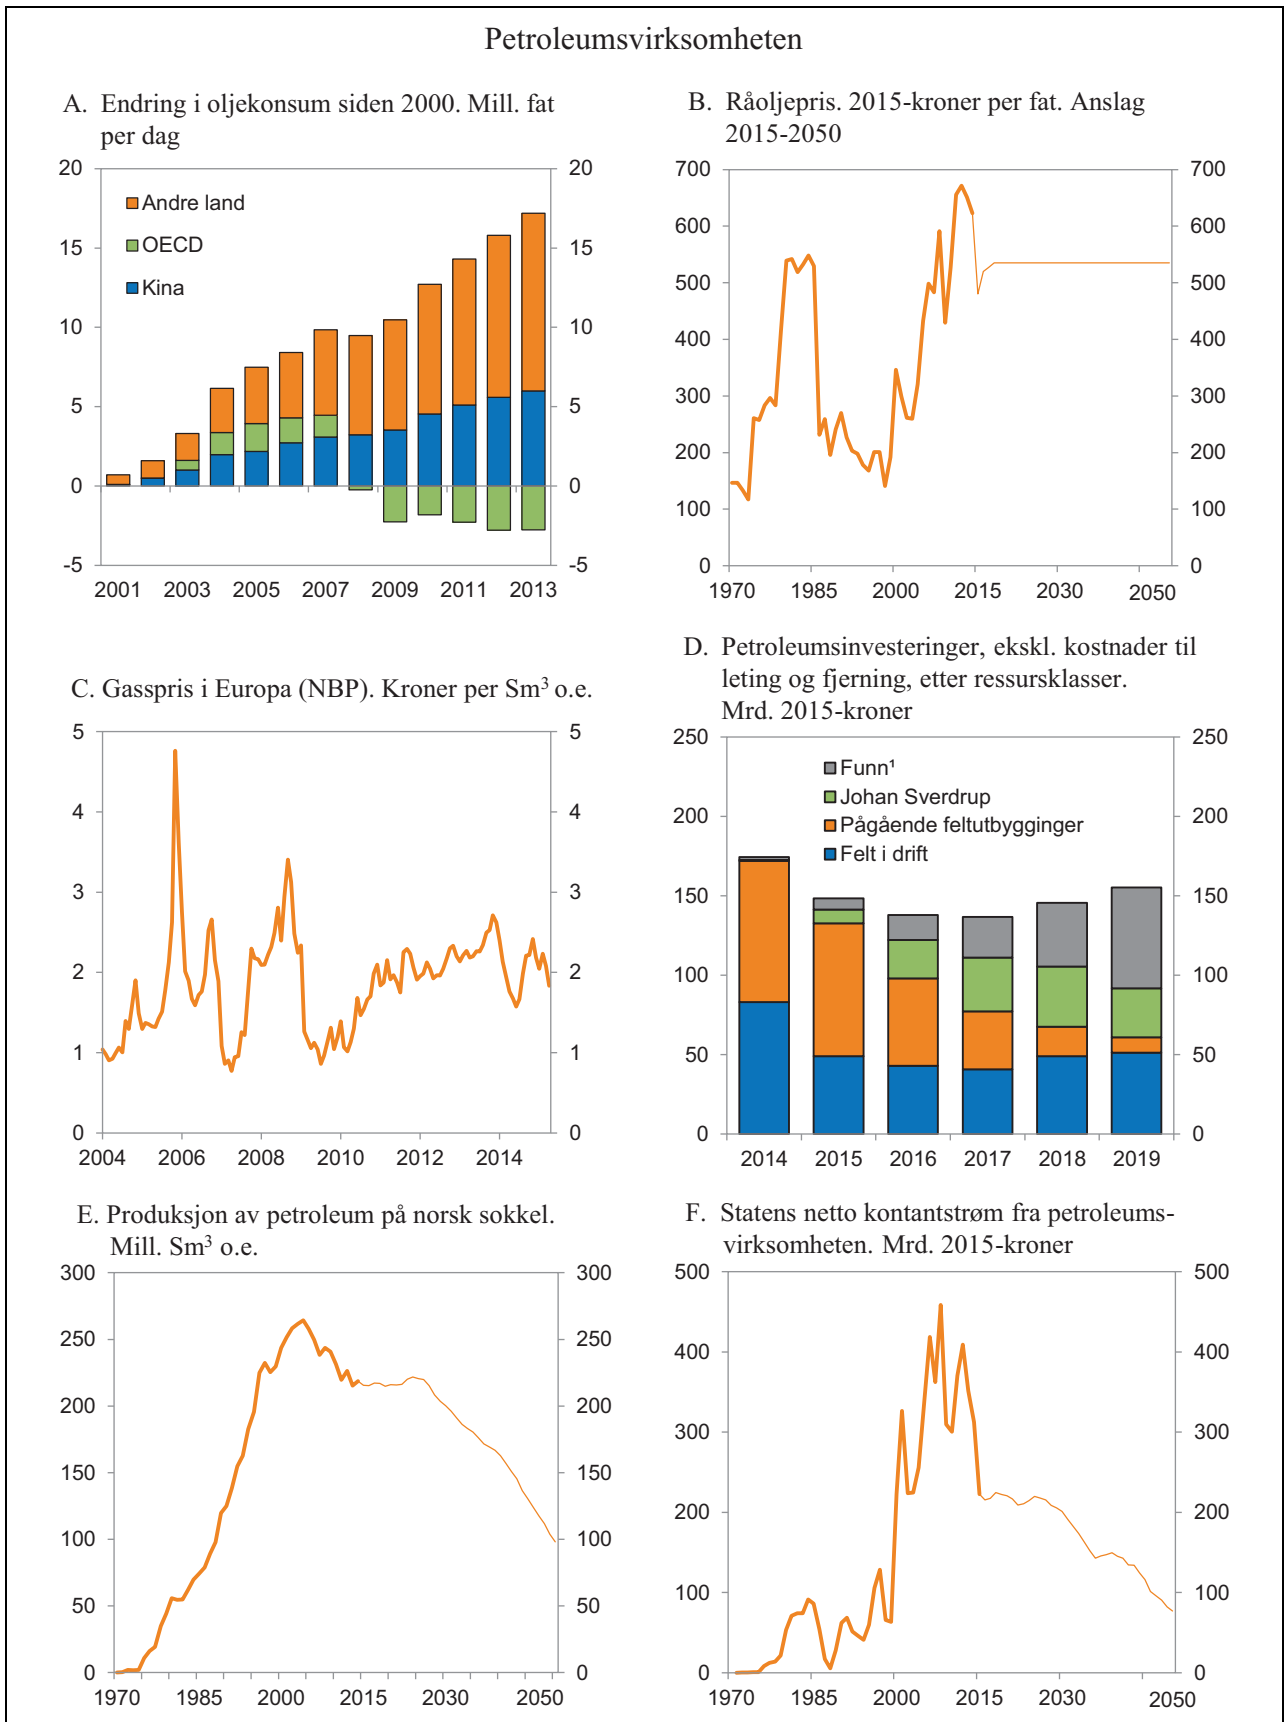 Petroleumsvirksomheten
A. Endring i oljekonsum siden 2000. Mill. fat
per dag
20 20
15 15
10 10
5 5
0 0
-5 -5
Andre land
OECD
Kina
2001 2003 2005 2007 2009 2011 2013
B. Råoljepris. 2015-kroner per fat. Anslag
2015-2050
700 700
600 600
500 500
400 400
300 300
200 200
100 100
0 0
1970 1985 2000 2015 2030 2050
C. Gasspris i Europa (NBP). Kroner per Sm³ o.e.
5 5
4 4
3 3
2 2
1 1
0 0
2004 2006 2008 2010 2012 2014
D. Petroleumsinvesteringer, ekskl. kostnader til
leting og fjerning, etter ressursklasser.
Mrd. 2015-kroner
250 250
200 200
150 150
100 100
50 50
0 0
Funn¹
Johan Sverdrup
Pågående feltutbygginger
Felt i drift
2014 2015 2016 2017 2018 2019
E. Produksjon av petroleum på norsk sokkel.
Mill. Sm³ o.e.
300 300
250 250
200 200
150 150
100 100
50 50
0 0
1970 1985 2000 2015 2030 2050
F. Statens netto kontantstrøm fra petroleums-
virksomheten. Mrd. 2015-kroner
500 500
400 400
300 300
200 200
100 100
0 0
1970 1985 2000 2015 2030 2050